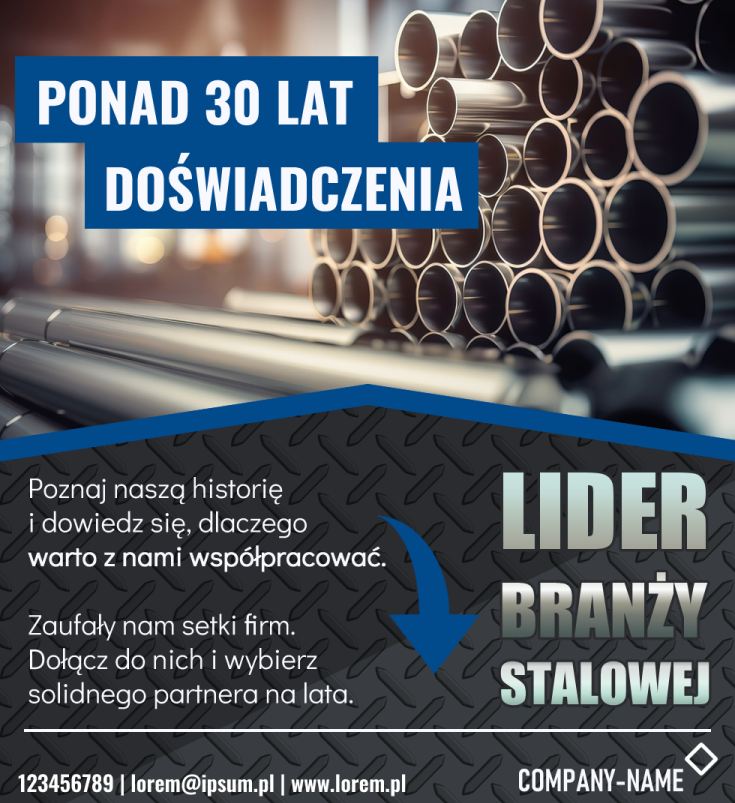 PONAD 30 LAT
DOŚWIADCZENIA
Poznaj naszą historię
i dowiedz się, dlaczego
warto z nami współpracować.
Zaufały nam setki firm.
Dołącz do nich i wybierz
solidnego partnera na lata.
LIDER
BRANŻY
STALOWEJ
123456789 | lorem@ipsum.pl | www.lorem.pl
COMPANY-NAME